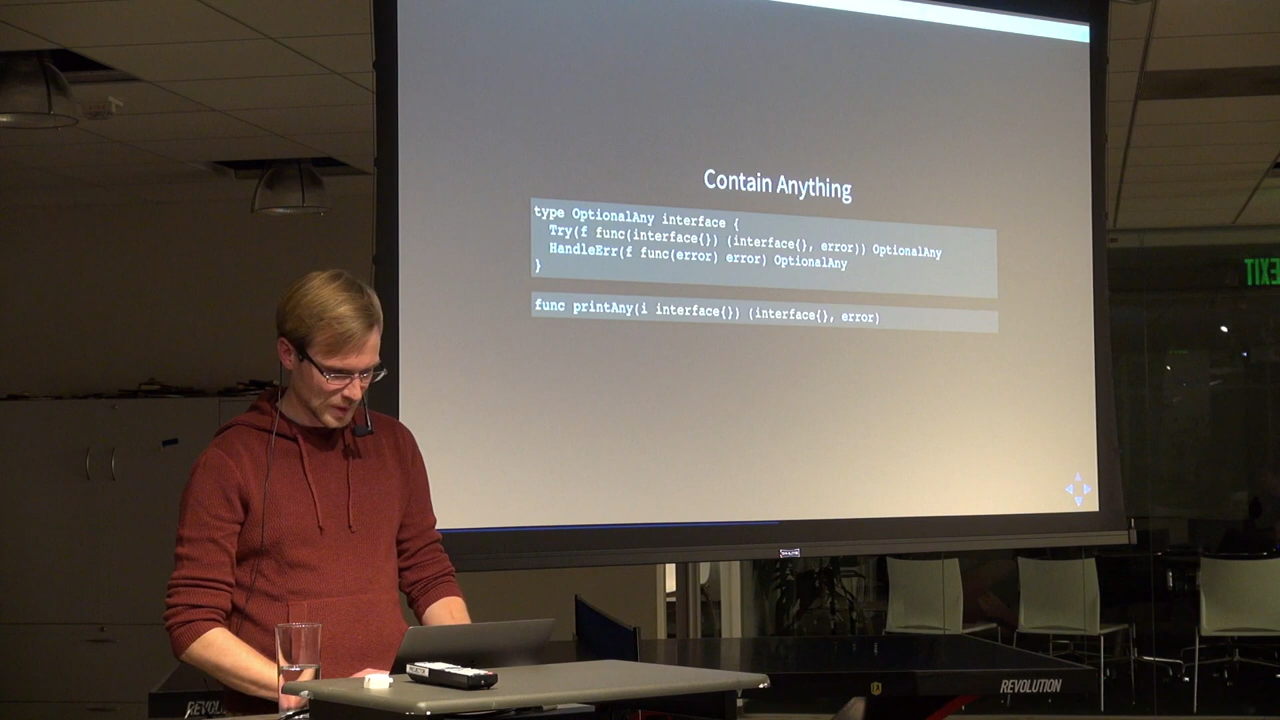 Contain Anything
type OptionalAny interface {
  Try(f func(interface{}) (interface{}, error)) OptionalAny
  HandleErr(f func(error) error) OptionalAny
}
func printAny(i interface{}) (interface{}, error)
EXIT
REVOLUTION